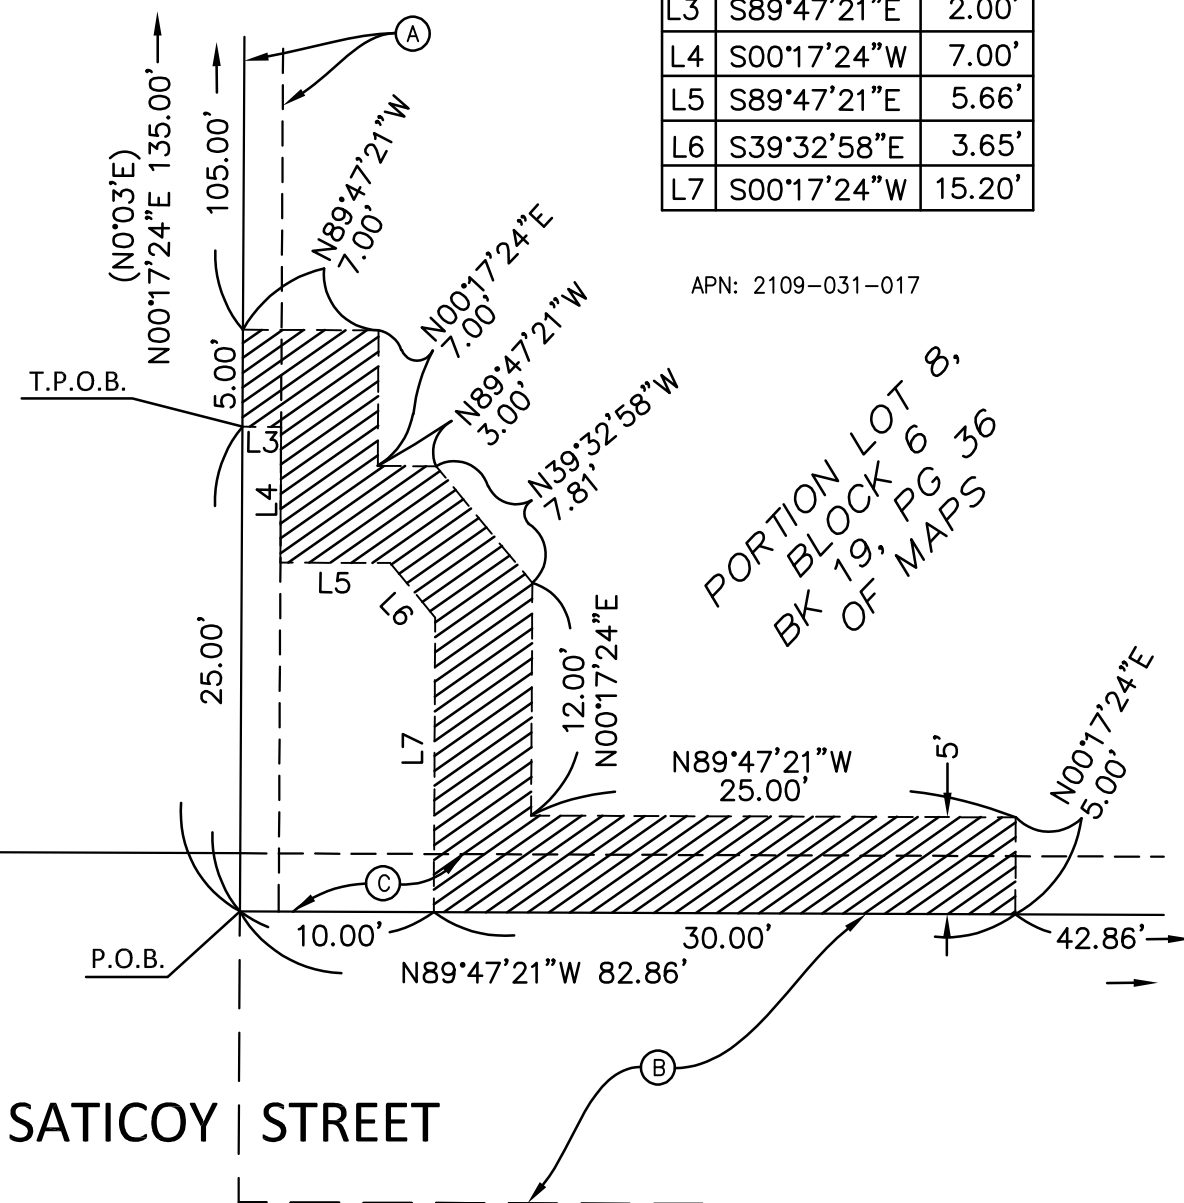 L3 S89°47'21"E 2.00'
L4 S00°17'24"W 7.00'
L5 S89°47'21"E 5.66'
L6 S39°32'58"E 3.65'
L7 S00°17'24"W 15.20'
APN: 2109-031-017
A
(N0°03'E)
N00°17'24"E 135.00'
105.00'
N89°47'21"W
7.00'
N00°17'24"E
7.00'
N89°47'21"W
3.00'
N39°32'58"W
7.81'
5.00'
T.P.O.B.
L3
L4
L5
L6
L7
25.00'
12.00'
N00°17'24"E
PORTION LOT 8,
BLOCK 6
BK 19, PG 36
OF MAPS
N89°47'21"W
25.00'
5'
N00°17'24"E
5.00'
C
10.00'
30.00'
42.86'
P.O.B.
N89°47'21"W 82.86'
B
SATICOY STREET